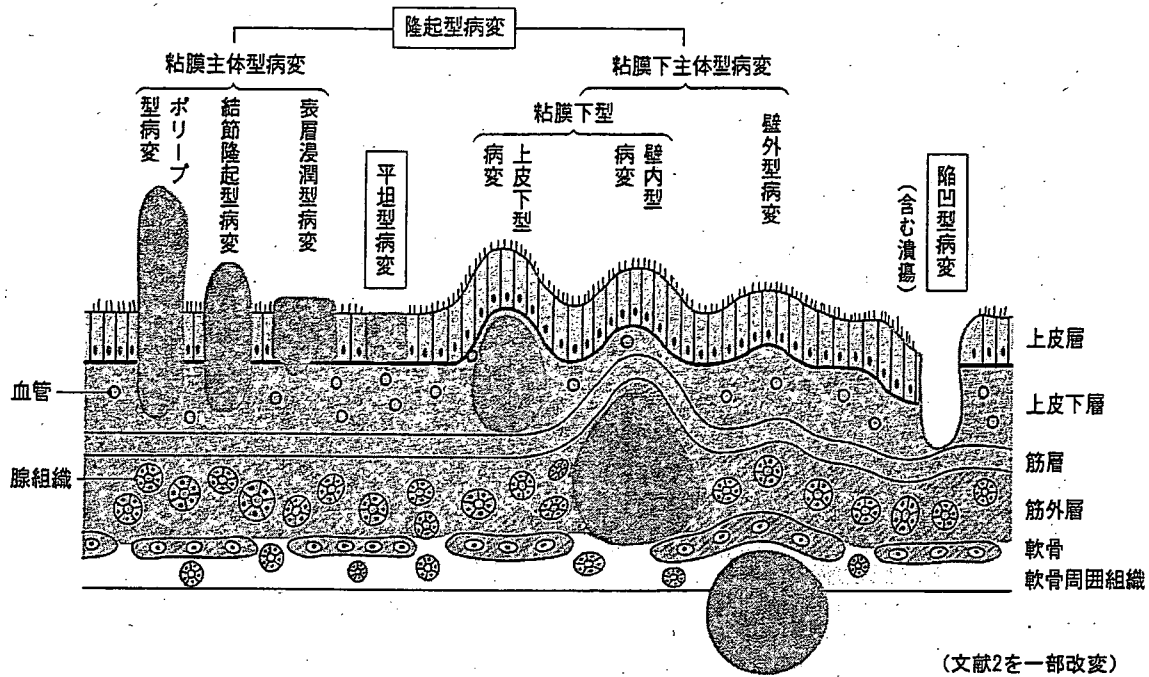 隆起型病変
粘膜主体型病変
粘膜下主体型病変
粘膜下型
ポリープ
型病変
結節隆起型病変
表層浸潤型病変
平坦型病変
上皮下型
病変
壁内型
病変
壁外型病変
陥凹型病変
（含む潰瘍）
上皮層
血管
上皮下層
筋層
腺組織
筋外層
軟骨
軟骨周囲組織
（文献2を一部改変）